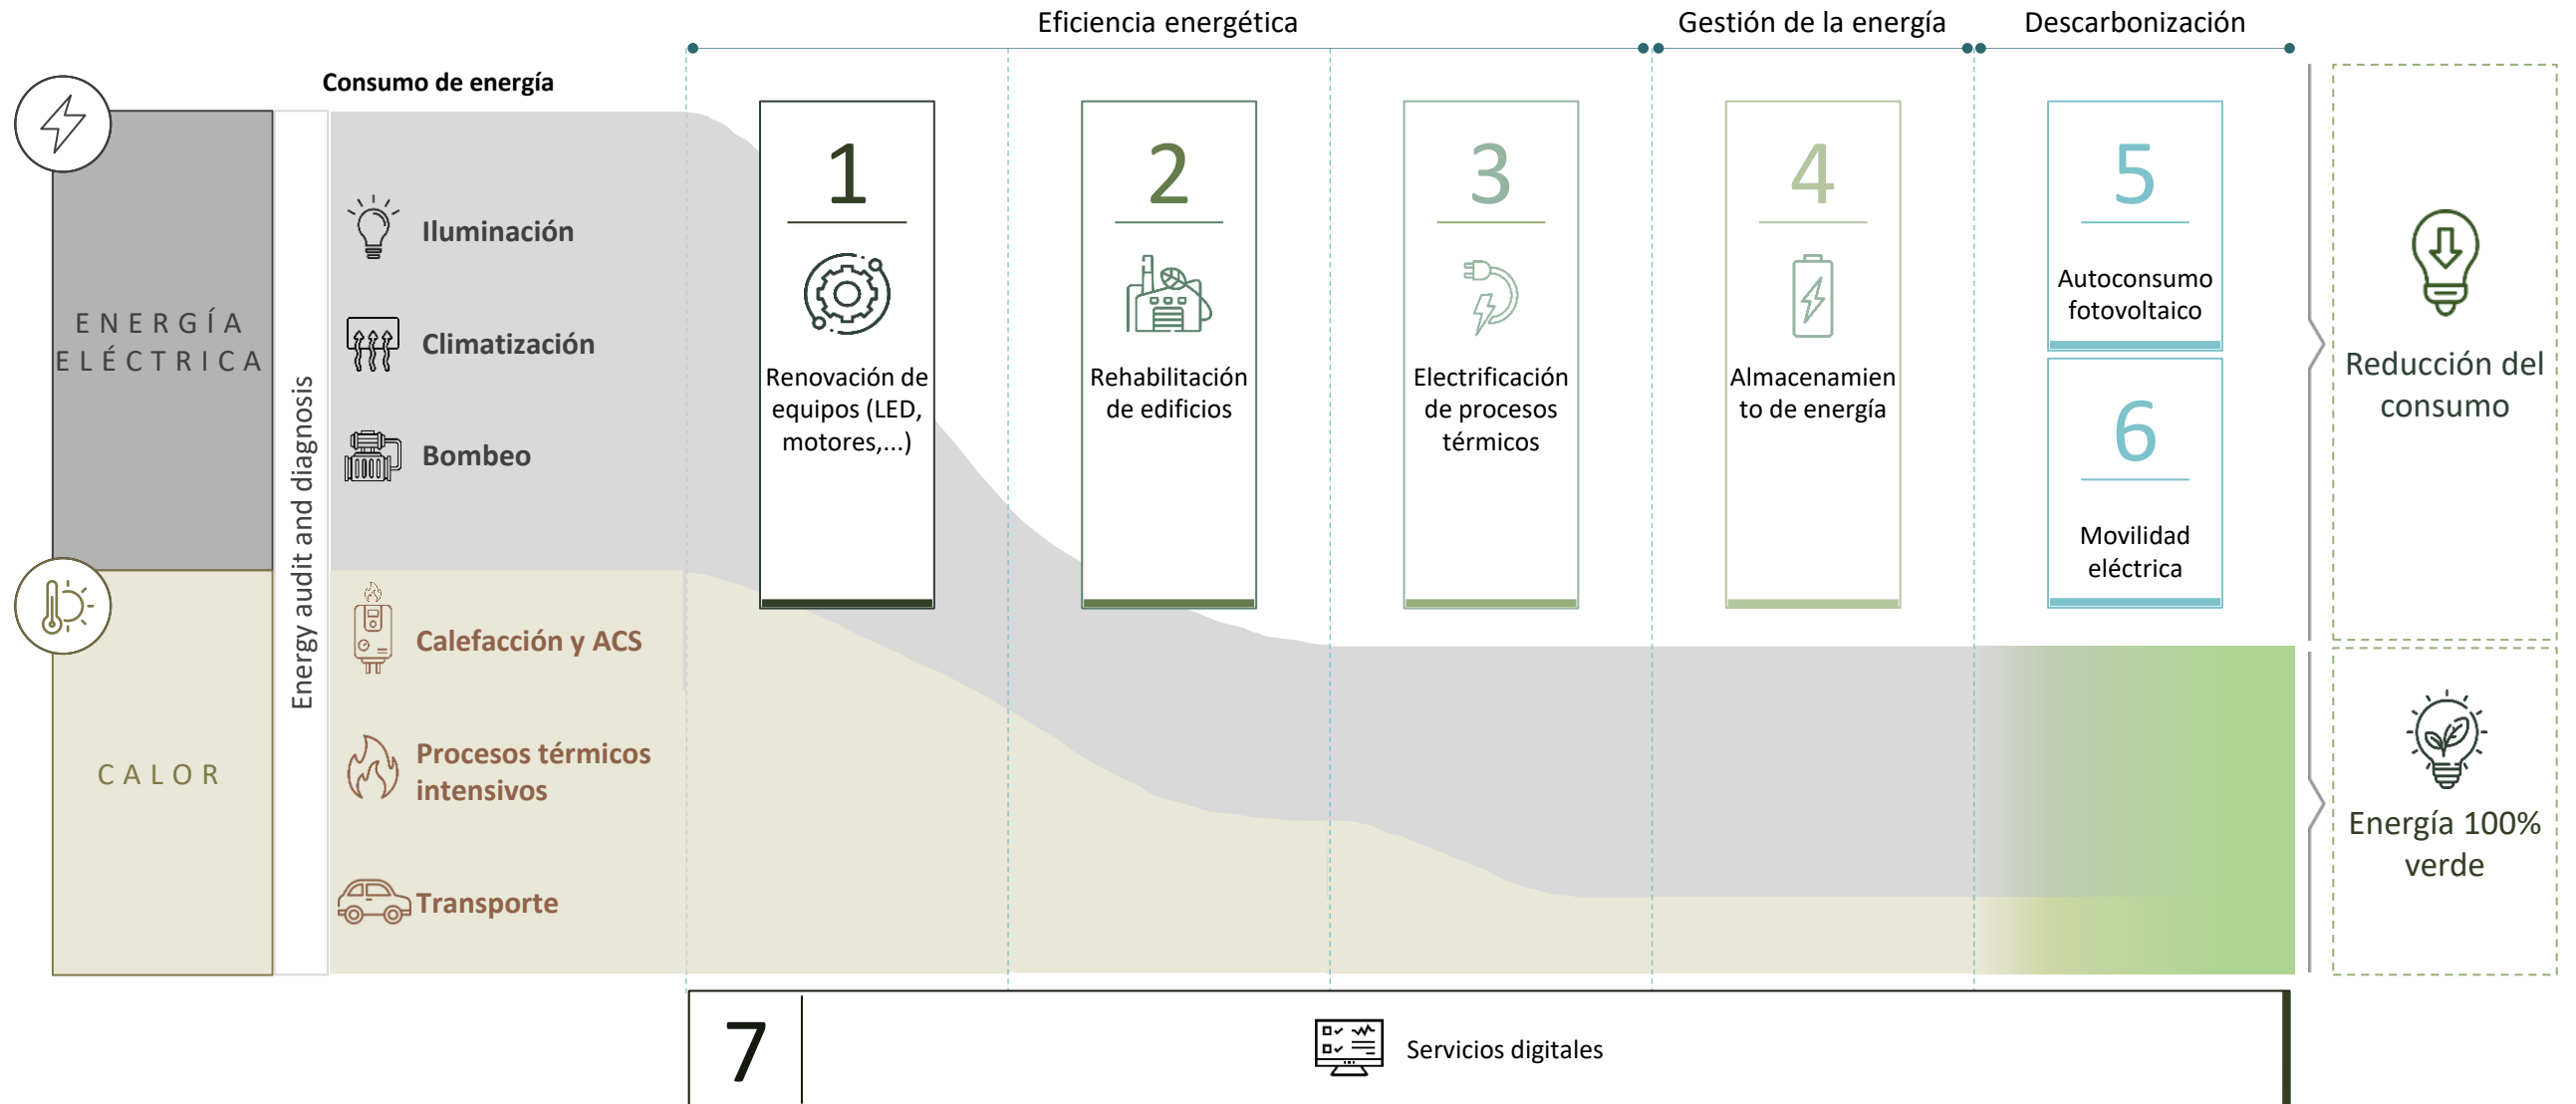 Eficiencia energética
Gestión de la energía
Descarbonización
Consumo de energía
ENERGÍA
ELÉCTRICA
CALOR
Energy audit and diagnosis
Iluminación
Climatización
Bombeo
Calefacción y ACS
Procesos térmicos
intensivos
Transporte
1
Renovación de
equipos (LED,
motores,...)
2
Rehabilitación
de edificios
3
Electrificación
de procesos
térmicos
4
Almacenamien
to de energía
5
Autoconsumo
fotovoltaico
6
Movilidad
eléctrica
Reducción del
consumo
Energía 100%
verde
7
Servicios digitales